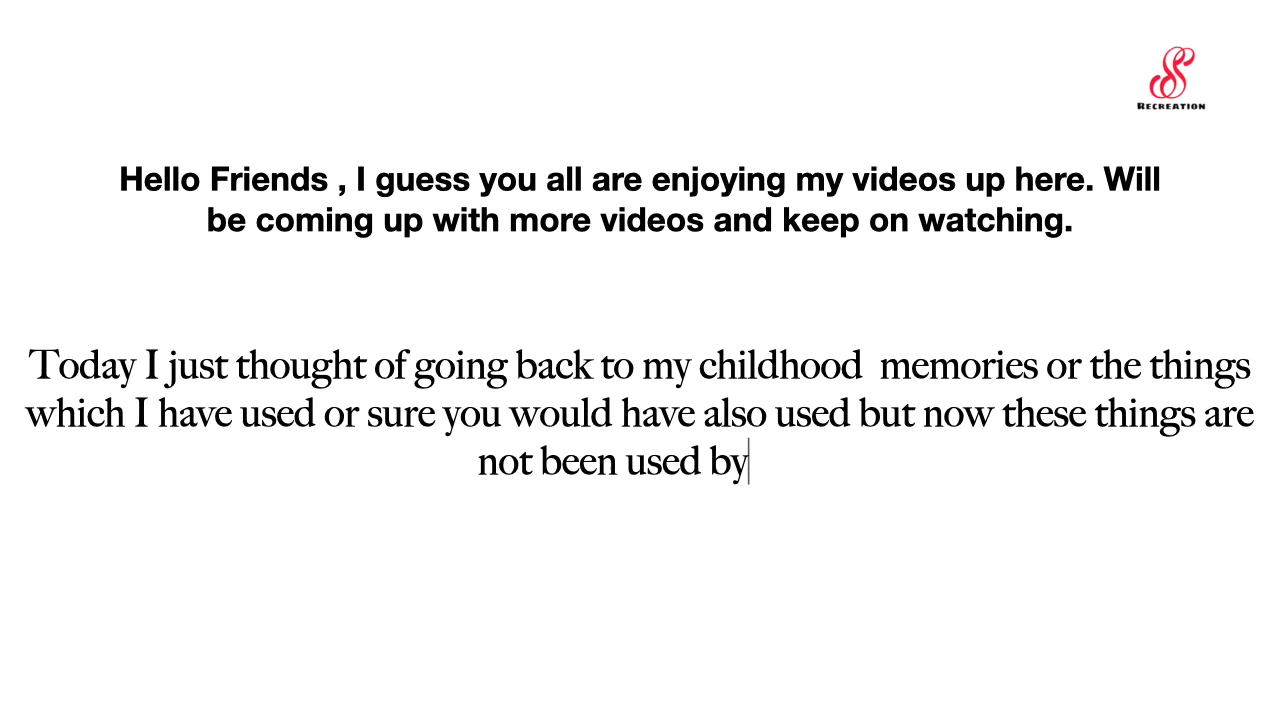 S
RECREATION
Hello Friends , I guess you all are enjoying my videos up here. Will
be coming up with more videos and keep on watching.
Today I just thought of going back to my childhood  memories or the things
which I have used or sure you would have also used but now these things are
not been used by